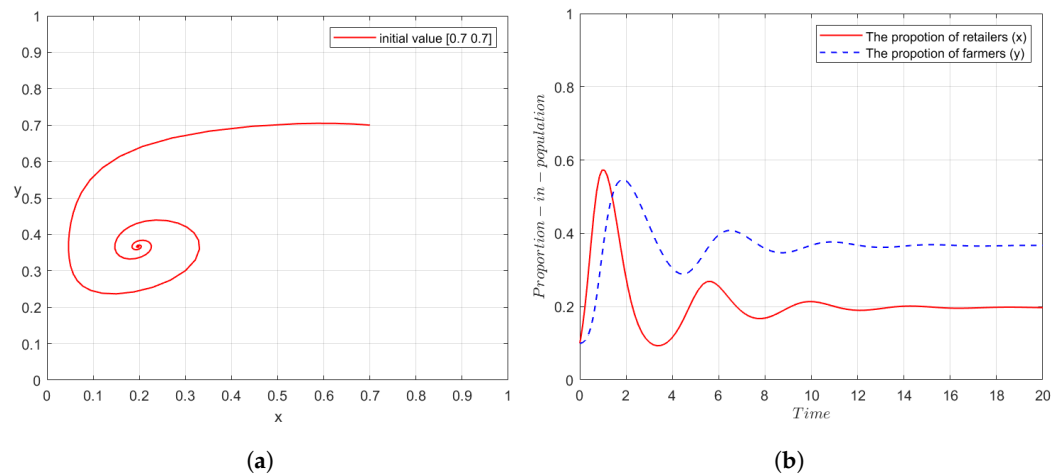 1
0.9
0.8
0.7
0.6
0.5
0.4
0.3
0.2
0.1
0
y
initial value [0.7 0.7]
0 0.1 0.2 0.3 0.4 0.5 0.6 0.7 0.8 0.9 1
x
(a)
1
0.8
0.6
0.4
0.2
0
Proportion - in - population
The propotion of retailers (x)
The propotion of farmers (y)
0 2 4 6 8 10 12 14 16 18 20
Time
(b)